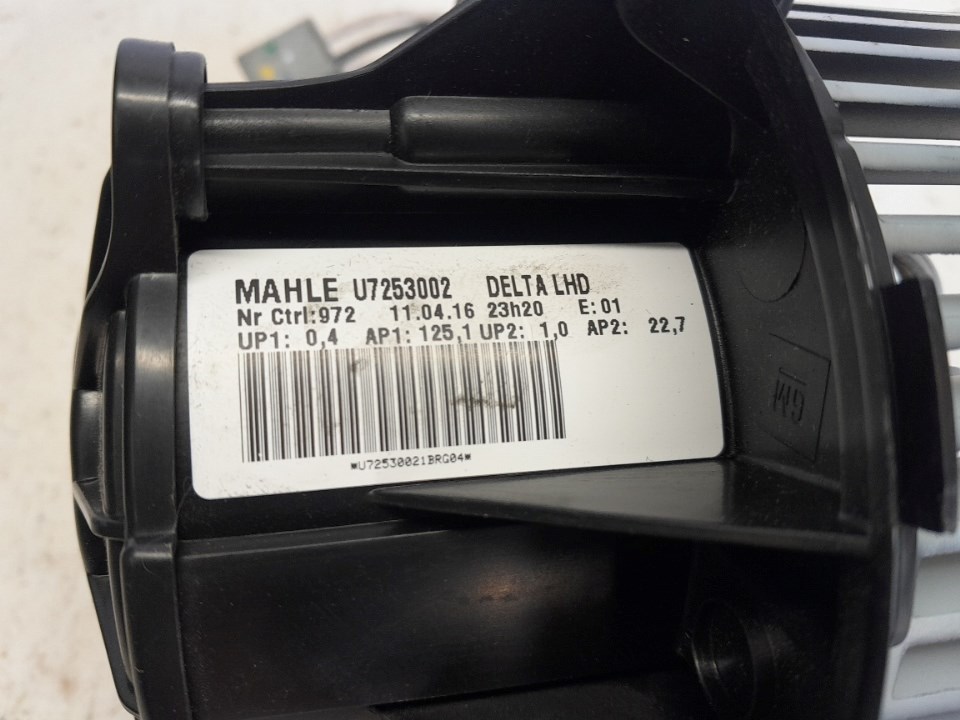 MAHLE U7253002 DELTA LHD
Nr Ctrl:972 11.04.16 23h20 E:01
UP1: 0,4 AP1: 125,1 UP2: 1,0 AP2: 22,7
*U72530021BRG04*
GM